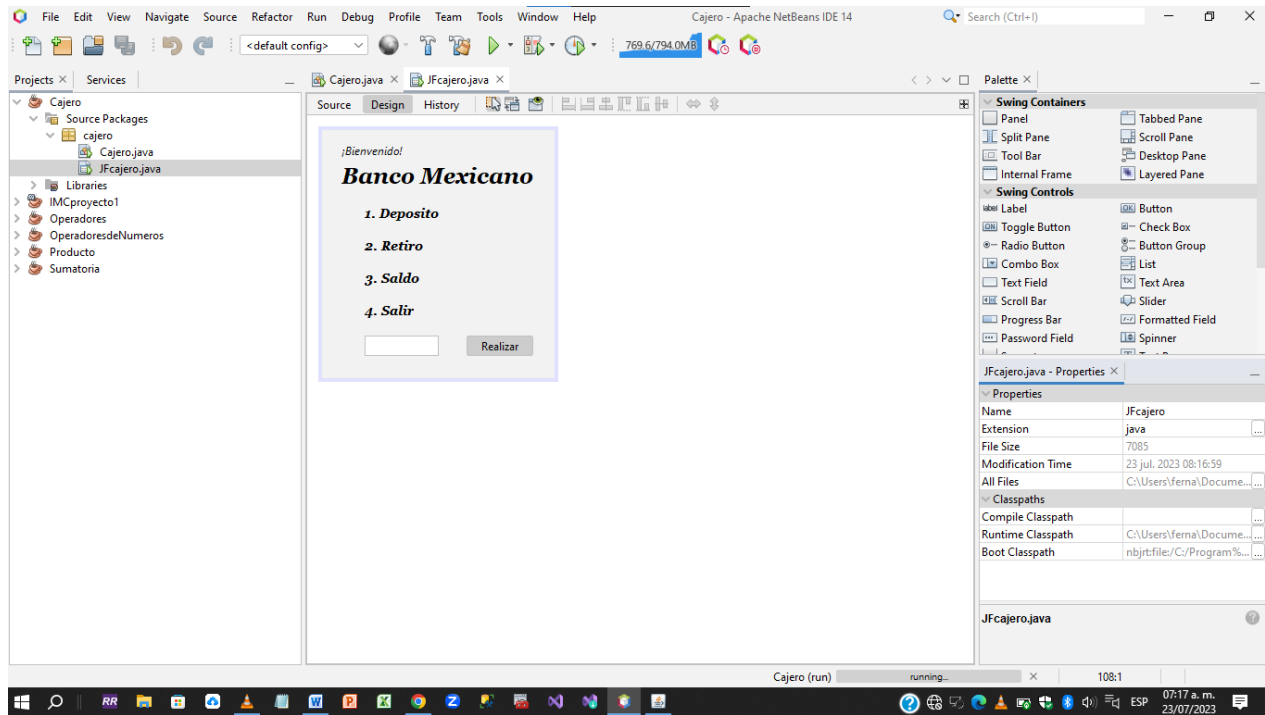 File Edit View Navigate Source Refactor Run Debug Profile Team Tools Window Help Cajero - Apache NetBeans IDE 14 Search (Ctrl+I)
<default config> 769.6/794.0MB
Projects Services
Cajero.java JFcajero.java
Palette
Cajero
Source Packages
cajero
Cajero.java
JFcajero.java
Libraries
IMCproyecto1
Operadores
OperadoresdeNumeros
Producto
Sumatoria
Source Design History
¡Bienvenido!
Banco Mexicano
1. Deposito
2. Retiro
3. Saldo
4. Salir
Realizar
Swing Containers
Panel Tabbed Pane
Split Pane Scroll Pane
Tool Bar Desktop Pane
Internal Frame Layered Pane
Swing Controls
label Label OK Button
ON Toggle Button Check Box
Radio Button Button Group
Combo Box List
Text Field Text Area
Scroll Bar Slider
Progress Bar Formatted Field
Password Field Spinner
JFcajero.java - Properties
Properties
Name JFcajero
Extension java ...
File Size 7085
Modification Time 23 jul. 2023 08:16:59
All Files C:\Users\ferna\Docume... ...
Classpaths
Compile Classpath ...
Runtime Classpath C:\Users\ferna\Docume... ...
Boot Classpath nbjrt:file:/C:/Program%... ...
JFcajero.java
Cajero (run) running... 108:1
RR W P X Z ESP 07:17 a. m.
23/07/2023